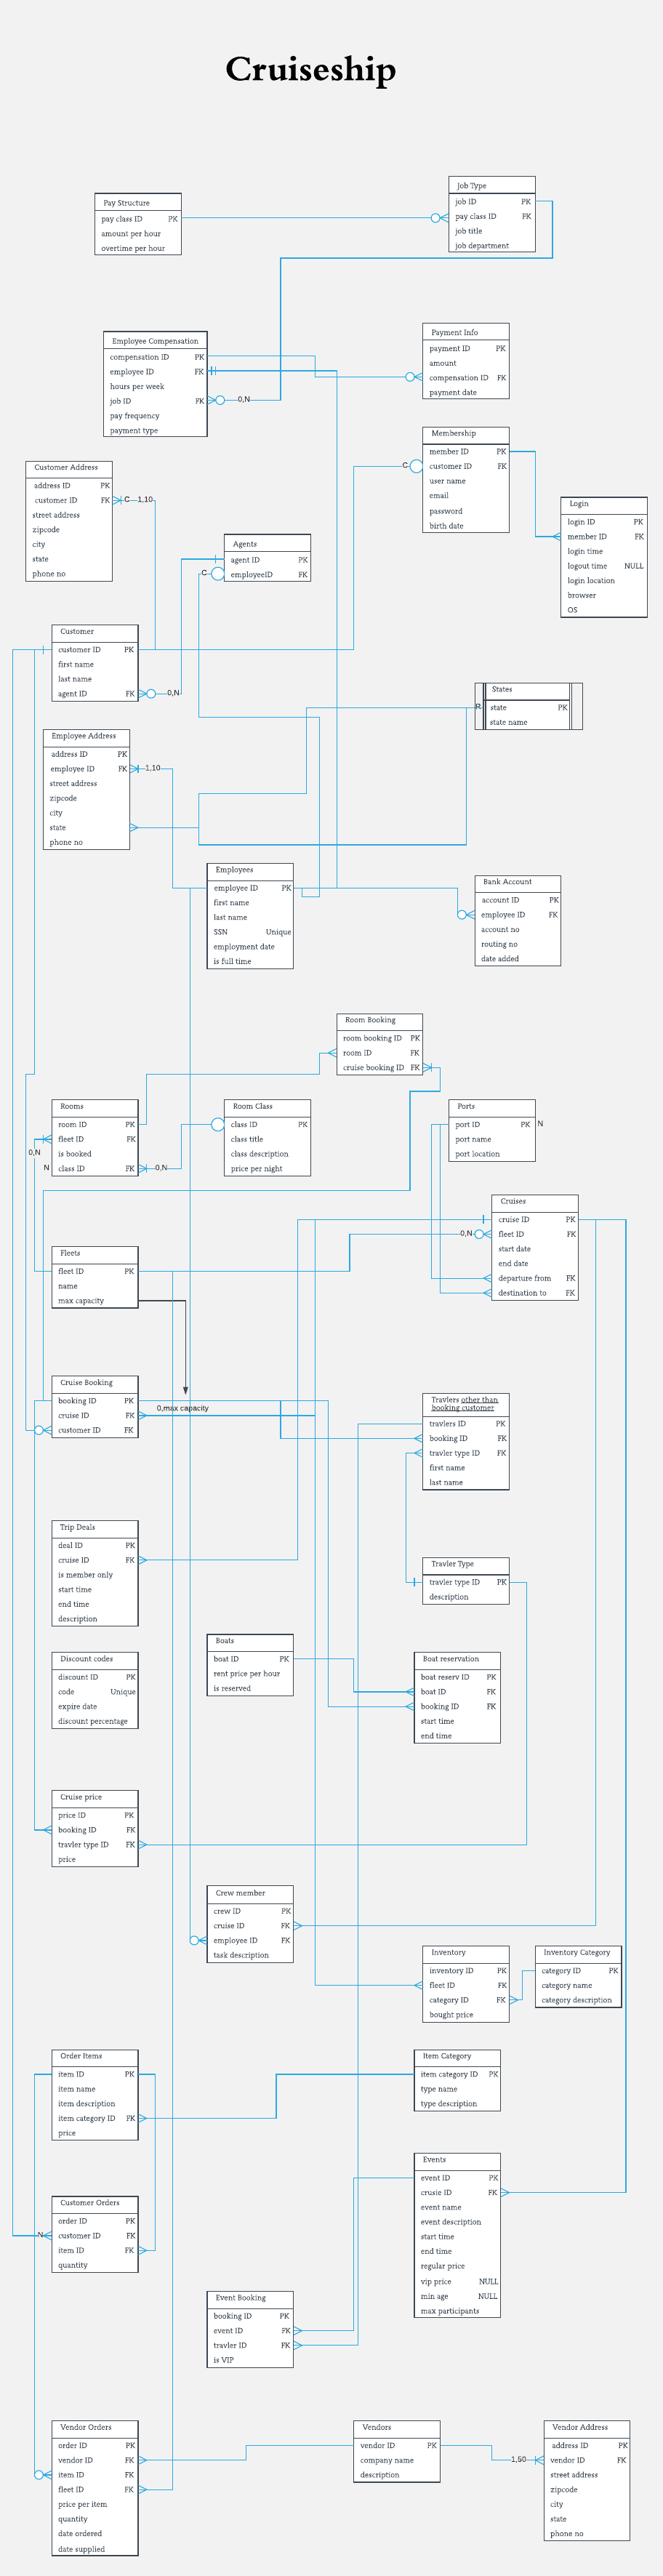 Cruiseship
Job Type
job ID PK
pay class ID FK
job title
job department
Pay Structure
pay class ID PK
amount per hour
overtime per hour
Employee Compensation
compensation ID PK
employee ID FK
hours per week
job ID FK
pay frequency
payment type
0,N
Payment Info
payment ID PK
amount
compensation ID FK
payment date
Membership
member ID PK
C customer ID FK
user name
email
password
birth date
Customer Address
address ID PK
customer ID FK C 1,10
street address
zipcode
city
state
phone no
Login
login ID PK
member ID FK
login time
logout time NULL
login location
browser
OS
Agents
agent ID PK
C employeeID FK
Customer
customer ID PK
first name
last name
agent ID FK 0,N
States
R state PK
state name
Employee Address
address ID PK
employee ID FK 1,10
street address
zipcode
city
state
phone no
Employees
employee ID PK
first name
last name
SSN Unique
employment date
is full time
Bank Account
account ID PK
employee ID FK
account no
routing no
date added
Room Booking
room booking ID PK
room ID FK
cruise booking ID FK
Rooms
room ID PK
fleet ID FK
is booked
class ID FK
0,N
N
0,N
Room Class
class ID PK
class title
class description
price per night
Ports
port ID PK N
port name
port location
Cruises
cruise ID PK
0,N fleet ID FK
start date
end date
departure from FK
destination to FK
Fleets
fleet ID PK
name
max capacity
0,max capacity
Cruise Booking
booking ID PK
cruise ID FK
customer ID FK
Travlers other than
booking customer
travlers ID PK
booking ID FK
travler type ID FK
first name
last name
Trip Deals
deal ID PK
cruise ID FK
is member only
start time
end time
description
Travler Type
travler type ID PK
description
Boats
boat ID PK
rent price per hour
is reserved
Discount codes
discount ID PK
code Unique
expire date
discount percentage
Boat reservation
boat reserv ID PK
boat ID FK
booking ID FK
start time
end time
Cruise price
price ID PK
booking ID FK
travler type ID FK
price
Crew member
crew ID PK
cruise ID FK
employee ID FK
task description
Inventory
inventory ID PK
fleet ID FK
category ID FK
bought price
Inventory Category
category ID PK
category name
category description
Order Items
item ID PK
item name
item description
item category ID FK
price
Item Category
item category ID PK
type name
type description
Events
event ID PK
crusie ID FK
event name
event description
start time
end time
regular price
vip price NULL
min age NULL
max participants
Customer Orders
order ID PK
N customer ID FK
item ID FK
quantity
Event Booking
booking ID PK
event ID FK
travler ID FK
is VIP
Vendor Orders
order ID PK
vendor ID FK
item ID FK
fleet ID FK
price per item
quantity
date ordered
date supplied
Vendors
vendor ID PK
company name
description
Vendor Address
address ID PK
1,50 vendor ID FK
street address
zipcode
city
state
phone no